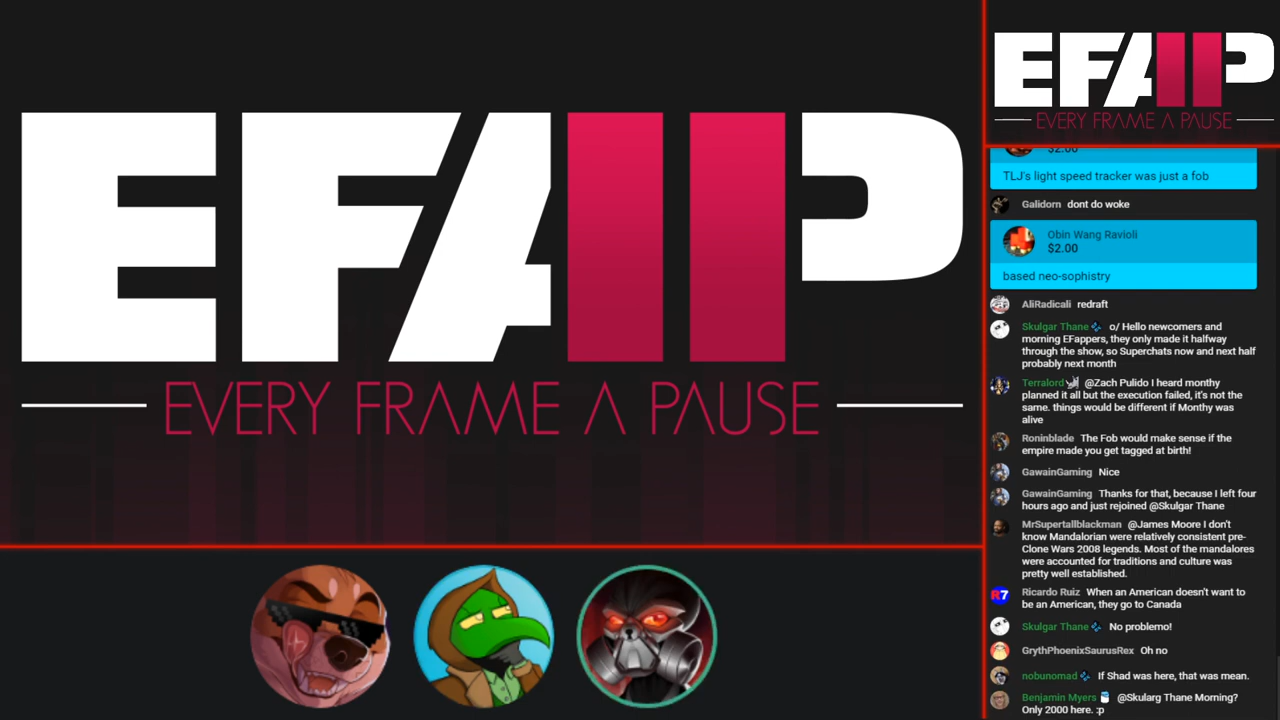 EFAP
EVERY FRAME A PAUSE
EFAP
EVERY FRAME A PAUSE
$2.00
TLJ's light speed tracker was just a fob
Galidorn dont do woke
Obin Wang Ravioli
$2.00
based neo-sophistry
AliRadicali redraft
Skulgar Thane o/ Hello newcomers and
morning EFappers, they only made it halfway
through the show, so Superchats now and next half
probably next month
Terralord @Zach Pulido I heard monthy
planned it all but the execution failed, it's not the
same. things would be different if Monthy was
alive
Roninblade The Fob would make sense if the
empire made you get tagged at birth!
GawainGaming Nice
GawainGaming Thanks for that, because I left four
hours ago and just rejoined @Skulgar Thane
MrSupertallblackman @James Moore I don't
know Mandalorian were relatively consistent pre-
Clone Wars 2008 legends. Most of the mandalores
were accounted for traditions and culture was
pretty well established.
R7 Ricardo Ruiz When an American doesn't want to
be an American, they go to Canada
Skulgar Thane No problemo!
GrythPhoenixSaurusRex Oh no
nobunomad If Shad was here, that was mean.
Benjamin Myers @Skularg Thane Morning?
Only 2000 here. :p